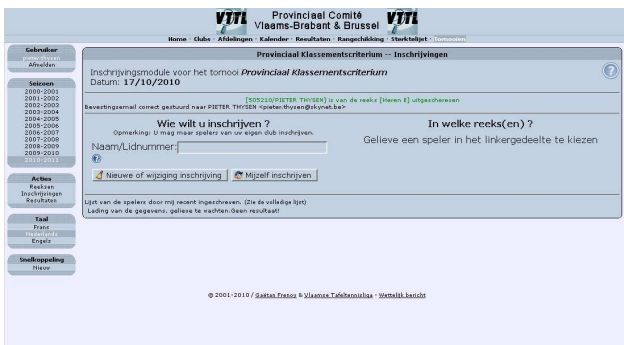 VTTL
Provinciaal Comité
Vlaams-Brabant & Brussel
VTTL
Home · Clubs · Afdelingen · Kalender · Resultaten · Rangschikking · Sterktelijst · Tornooien
Gebruiker
pieter.thysen
Afmelden
Seizoen
2000-2001
2001-2002
2002-2003
2003-2004
2004-2005
2005-2006
2006-2007
2007-2008
2008-2009
2009-2010
2010-2011
Acties
Reeksen
Inschrijvingen
Resultaten
Taal
Frans
Nederlands
Engels
Snelkoppeling
Nieuw
Provinciaal Klassementscriterium -- Inschrijvingen
Inschrijvingsmodule voor het tornooi Provinciaal Klassementscriterium
Datum: 17/10/2010
[505210/PIETER THYSEN] is van de reeks [Heren E] uitgeschreven
Bevestingsemail correct gestuurd naar PIETER THYSEN <pieter.thysen@skynet.be>
Wie wilt u inschrijven ?
Opmerking: U mag maar spelers van uw eigen club inschrijven.
Naam/Lidnummer:
Nieuwe of wijziging inschrijving
Mijzelf inschrijven
In welke reeks(en) ?
Gelieve een speler in het linkergedeelte te kiezen
Lijst van de spelers door mij recent ingeschreven. (Zie de volledige lijst)
Lading van de gegevens, geliese te wachten.Geen resultaat!
© 2001-2010 / Gaëtan Frenoy & Vlaamse Tafeltennisliga - Wettelijk bericht